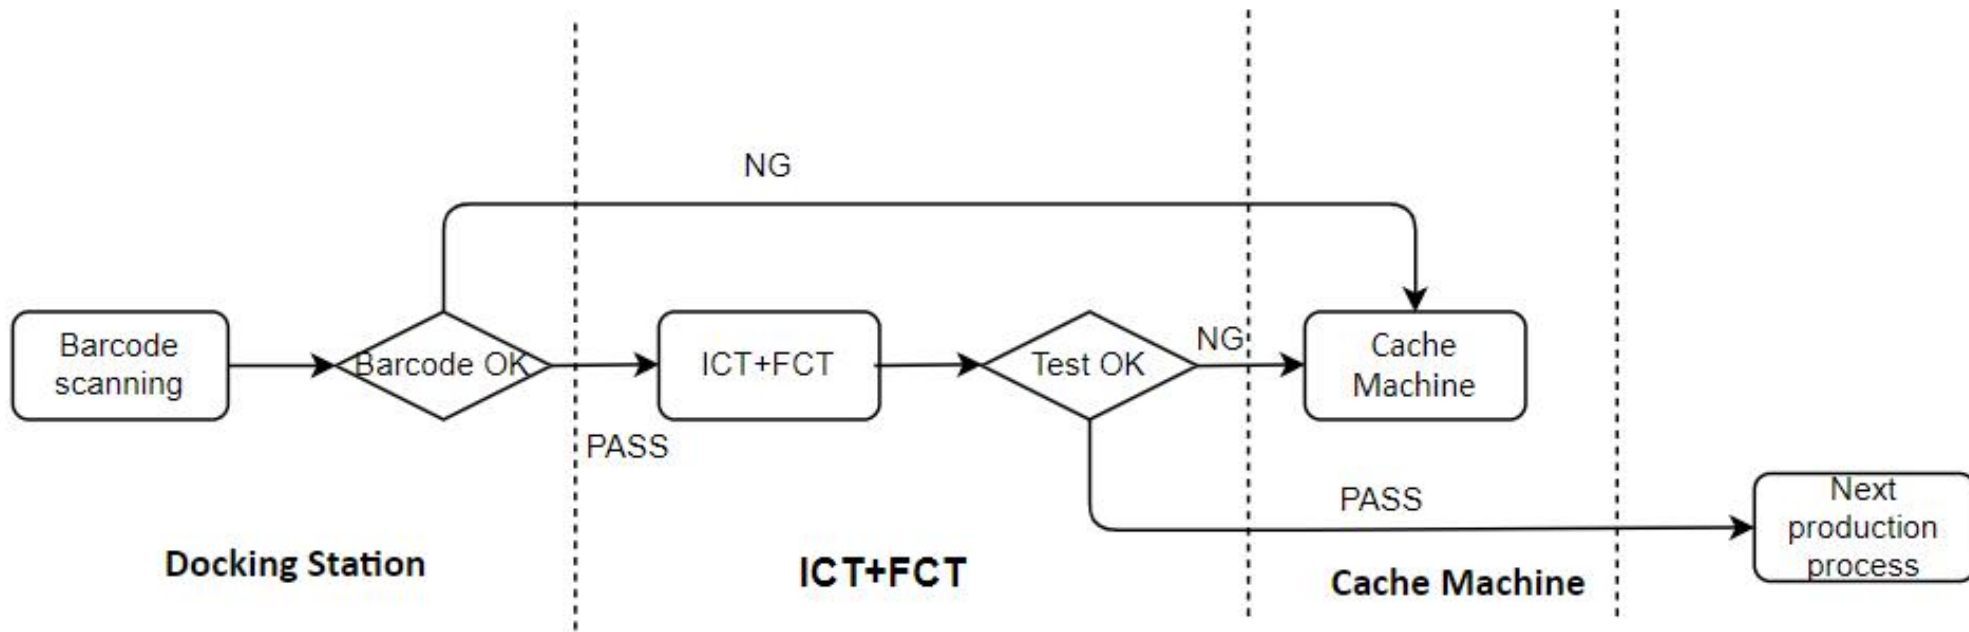 NG
Barcode
scanning
Barcode OK
PASS
ICT+FCT
Test OK
NG
Cache
Machine
PASS
Next
production
process
Docking Station
ICT+FCT
Cache Machine